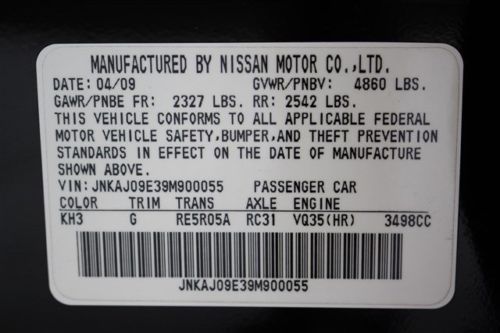 MANUFACTURED BY NISSAN MOTOR CO.,LTD.
DATE: 04/09 GVWR/PNBV: 4860 LBS.
GAWR/PNBE FR: 2327 LBS. RR: 2542 LBS.
THIS VEHICLE CONFORMS TO ALL APPLICABLE FEDERAL
MOTOR VEHICLE SAFETY, BUMPER, AND THEFT PREVENTION
STANDARDS IN EFFECT ON THE DATE OF MANUFACTURE
SHOWN ABOVE.
VIN: JNKAJ09E39M900055 PASSENGER CAR
COLOR TRIM TRANS AXLE ENGINE
KH3 G RE5R05A RC31 VQ35(HR) 3498CC
JNKAJ09E39M900055